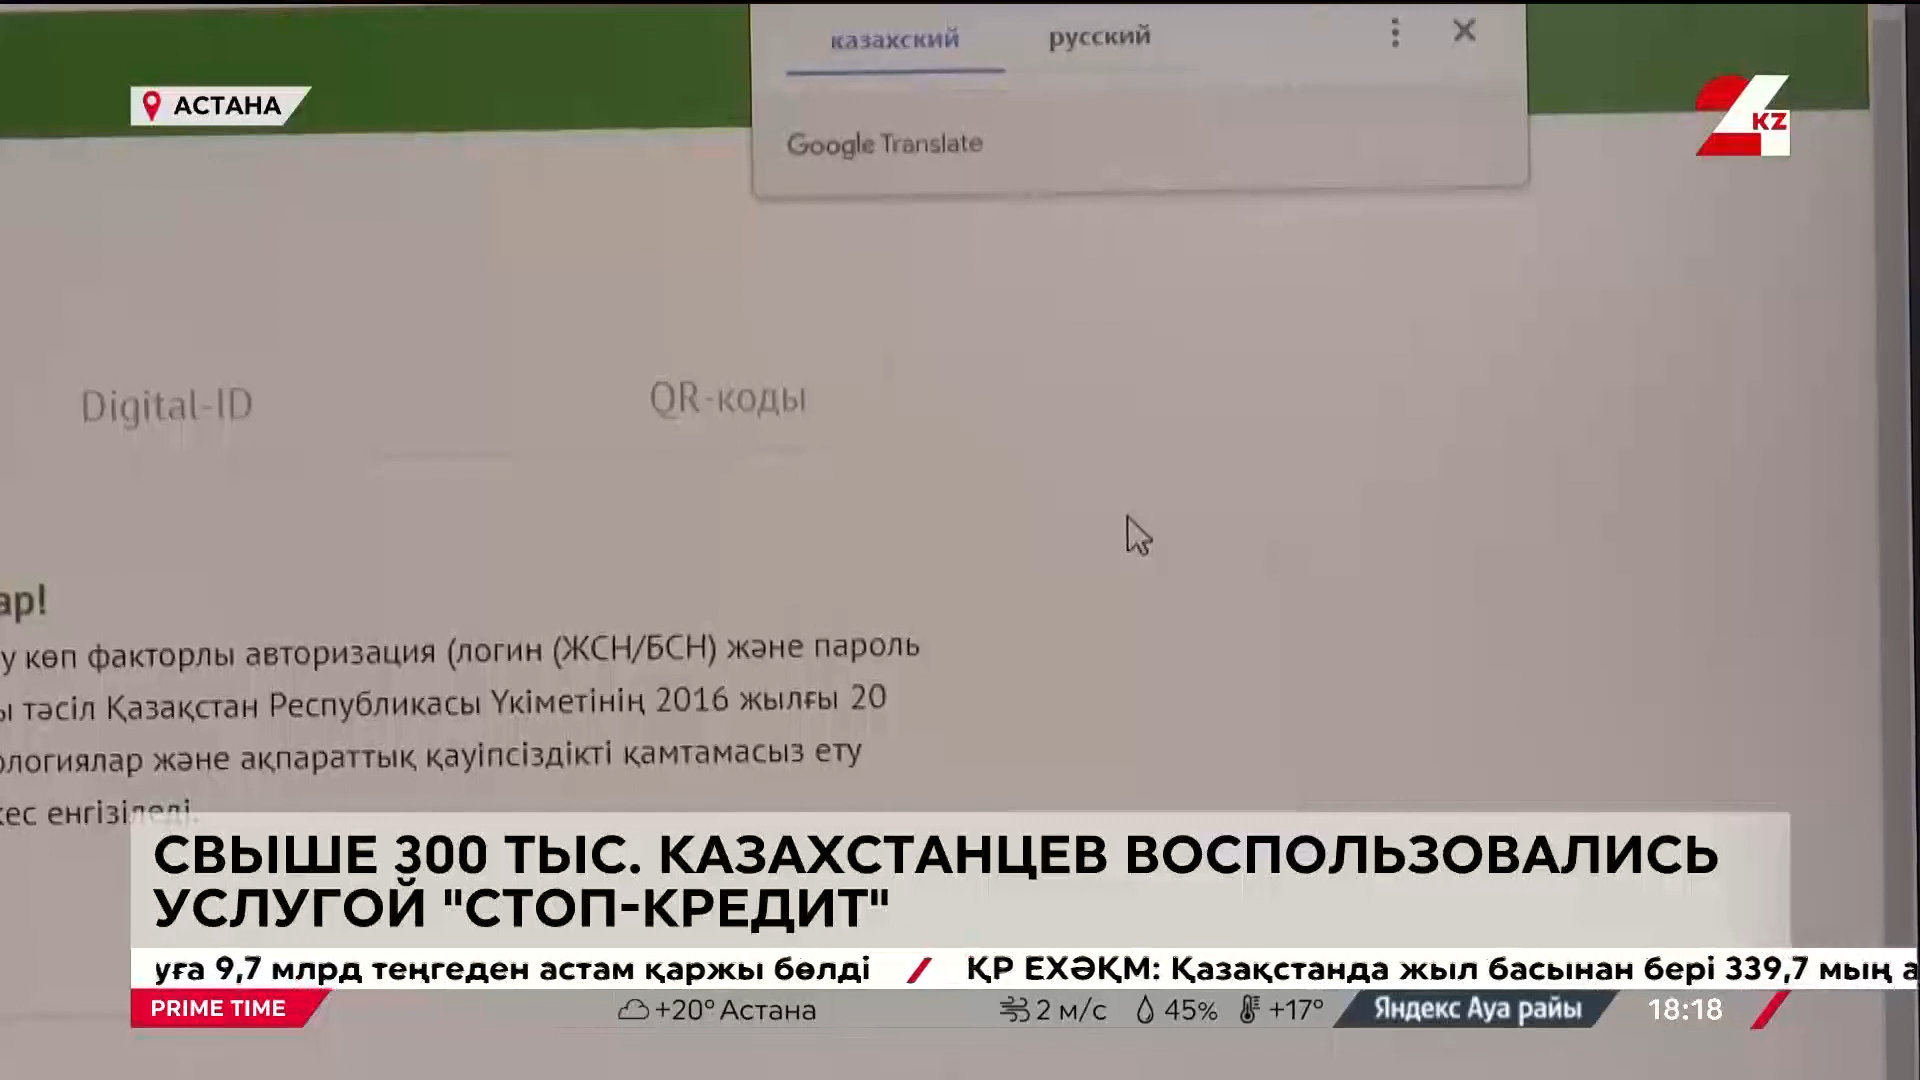 казахский русский
Google Translate
АСТАНА
24 KZ
Digital-ID QR-коды
ар!
у көп факторлы авторизация (логин (ЖСН/БСН) және пароль
ы тәсіл Қазақстан Республикасы Үкіметінің 2016 жылғы 20
ологиялар және ақпараттық қауіпсіздікті қамтамасыз ету
кес енгізіледі.
СВЫШЕ 300 ТЫС. КАЗАХСТАНЦЕВ ВОСПОЛЬЗОВАЛИСЬ
УСЛУГОЙ "СТОП-КРЕДИТ"
уға 9,7 млрд теңгеден астам қаржы бөлді / ҚР ЕХӘҚМ: Қазақстанда жыл басынан бері 339,7 мың а
PRIME TIME +20° Астана 2 м/с 45% +17° Яндекс Ауа райы 18:18